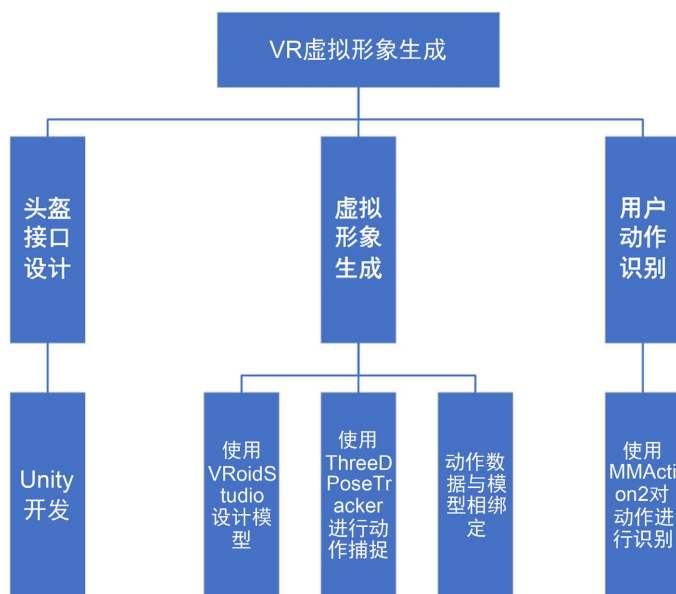 VR虚拟形象生成
头盔
接口
设计
虚拟
形象
生成
用户
动作
识别
Unity
开发
使用
VRoidS
tudio
设计模
型
使用
ThreeD
PoseTr
acker
进行动
作捕捉
动作数
据与模
型相绑
定
使用
MMActi
on2对
动作进
行识别